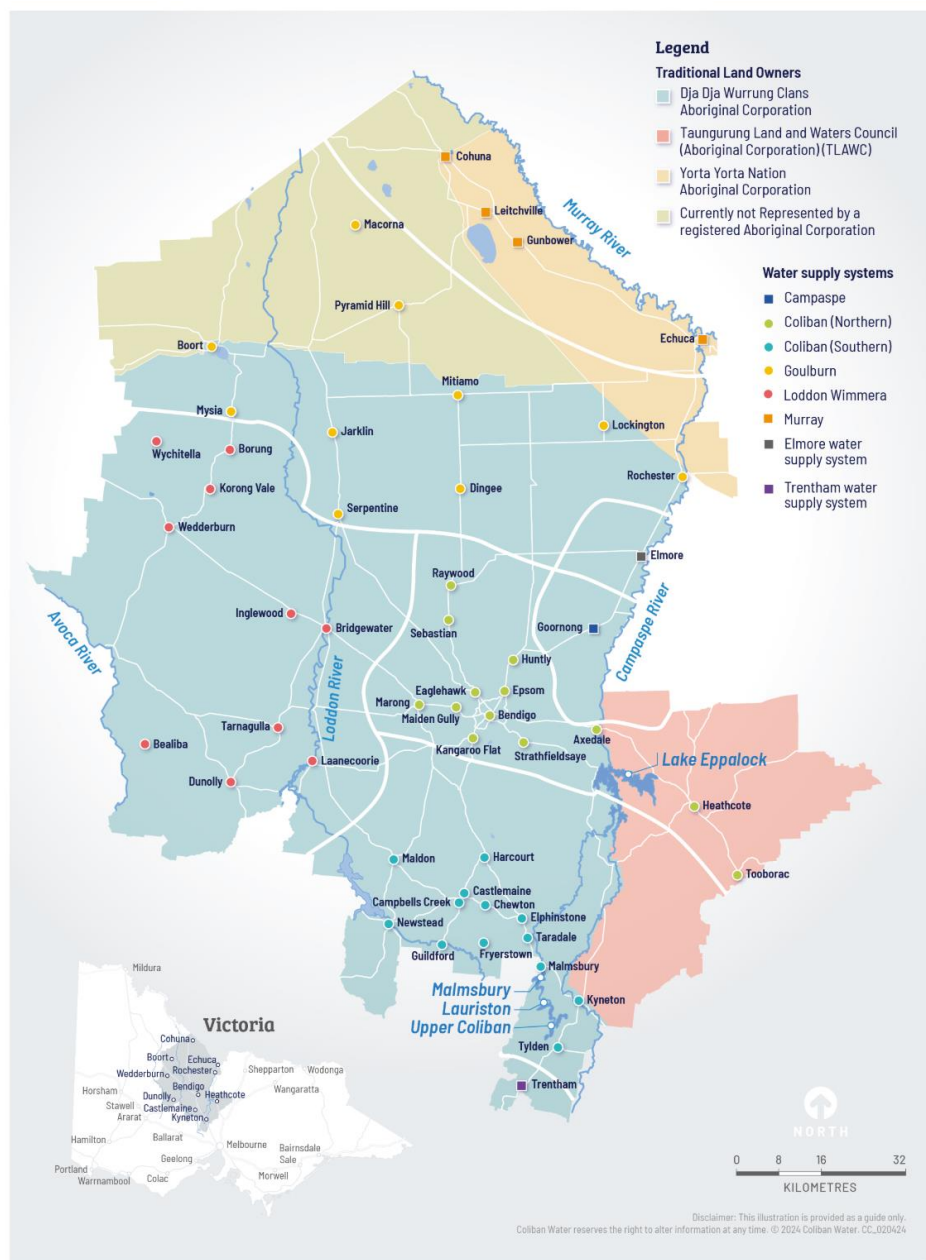 Legend
Traditional Land Owners
Dja Dja Wurrung Clans
Aboriginal Corporation
Taungurung Land and Waters Council
(Aboriginal Corporation) (TLAWC)
Yorta Yorta Nation
Aboriginal Corporation
Currently not Represented by a
registered Aboriginal Corporation
Water supply systems
Campaspe
Coliban (Northern)
Coliban (Southern)
Goulburn
Loddon Wimmera
Murray
Elmore water
supply system
Trentham water
supply system
Cohuna
Leitchville
Murray River
Macorna
Gunbower
Pyramid Hill
Echuca
Boort
Mitiamo
Mysia
Jarklin
Lockington
Wychitella
Borung
Rochester
Korong Vale
Dingee
Serpentine
Wedderburn
Elmore
Raywood
Avoca River
Inglewood
Bridgewater
Sebastian
Goornong
Campaspe River
Huntly
Loddon River
Eaglehawk
Epsom
Marong
Maiden Gully
Bendigo
Tarnagulla
Axedale
Bealiba
Kangaroo Flat
Strathfieldsaye
Laanecoorie
Lake Eppalock
Dunolly
Heathcote
Maldon
Harcourt
Tooborac
Castlemaine
Campbells Creek
Chewton
Newstead
Elphinstone
Taradale
Guildford
Fryerstown
Malmsbury
Malmsbury
Lauriston
Upper Coliban
Kyneton
Tylden
Trentham
Victoria
Mildura
Cohuna
Boort
Echuca
Rochester
Wedderburn
Shepparton
Wodonga
Bendigo
Wangaratta
Horsham
Dunolly
Heathcote
Stawell
Castlemaine
Ararat
Kyneton
Hamilton
Ballarat
Melbourne
Bairnsdale
Geelong
Sale
Portland
Warrnambool
Colac
Morwell
NORTH
0 8 16 32
KILOMETRES
Disclaimer: This illustration is provided as a guide only.
Coliban Water reserves the right to alter information at any time. © 2024 Coliban Water. CC_020424